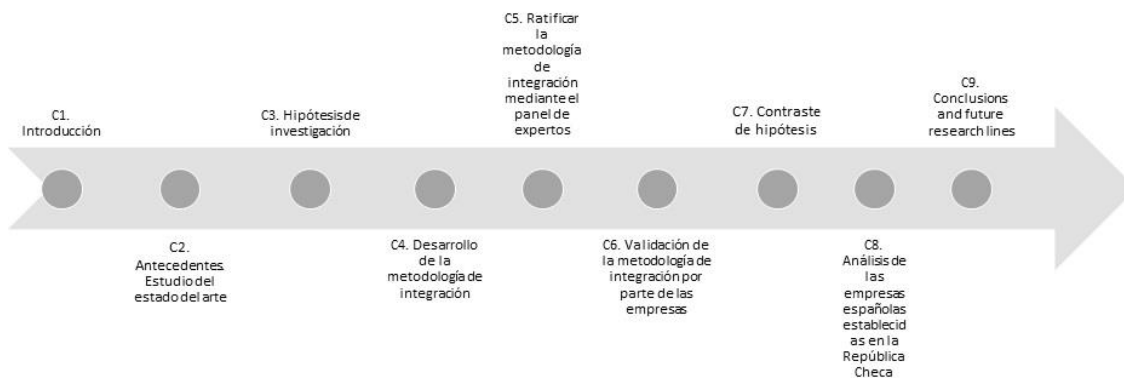 C1.
Introducción
C2.
Antecedentes.
Estudio del
estado del arte
C3. Hipótesis de
investigación
C4. Desarrollo
de la
metodología de
integración
C5. Ratificar
la
metodología
de
integración
mediante el
panel de
expertos
C6. Validación de
la metodología de
integración por
parte de las
empresas
C7. Contraste
de hipótesis
C8.
Análisis de
las
empresas
españolas
establecid
as en la
República
Checa
C9.
Conclusions
and future
research lines